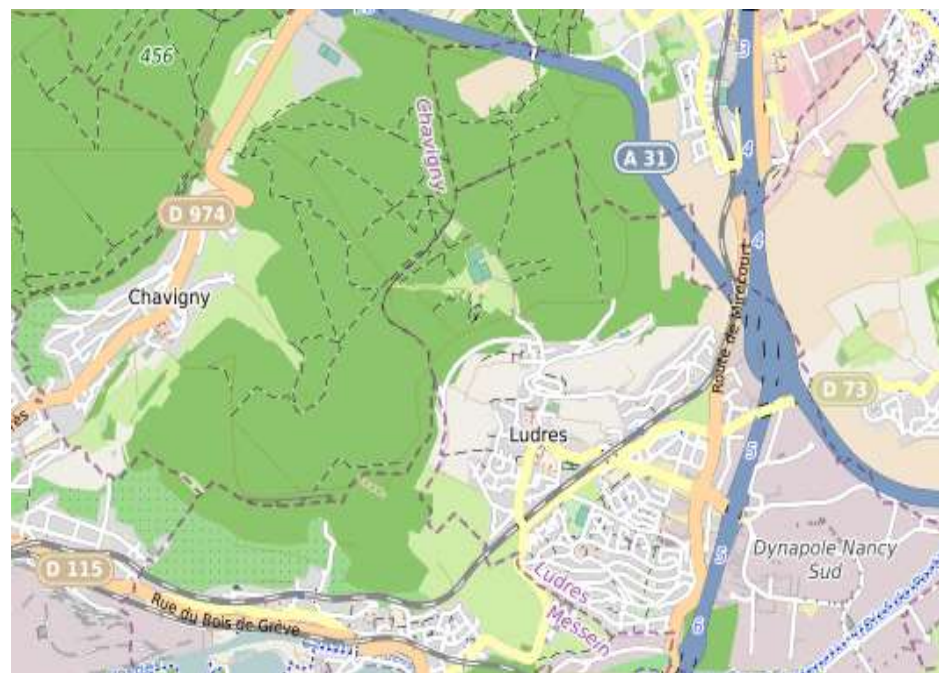 456
3
Chavigny
A 31
4
D 974
4
Route de Mirecourt
Chavigny
D 73
ès
Ludres
5
Dynapole Nancy
Sud
5
D 115
Ludres
Messein
Rue du Bois de Grève
6